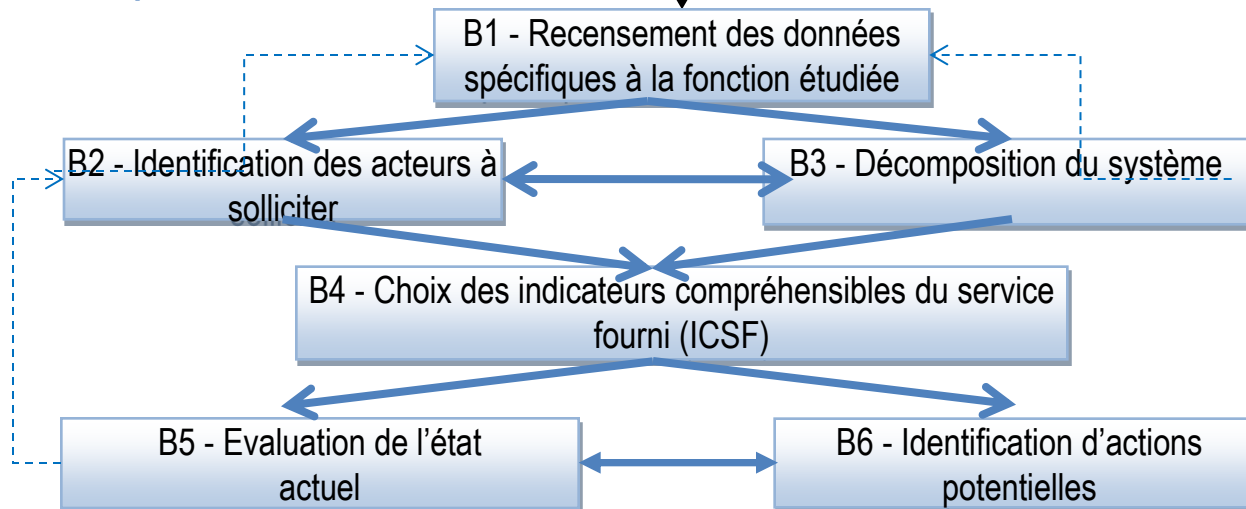 B1 - Recensement des données
spécifiques à la fonction étudiée
B2 - Identification des acteurs à
solliciter
B3 - Décomposition du système
B4 - Choix des indicateurs compréhensibles du service
fourni (ICSF)
B5 - Evaluation de l’état
actuel
B6 - Identification d’actions
potentielles